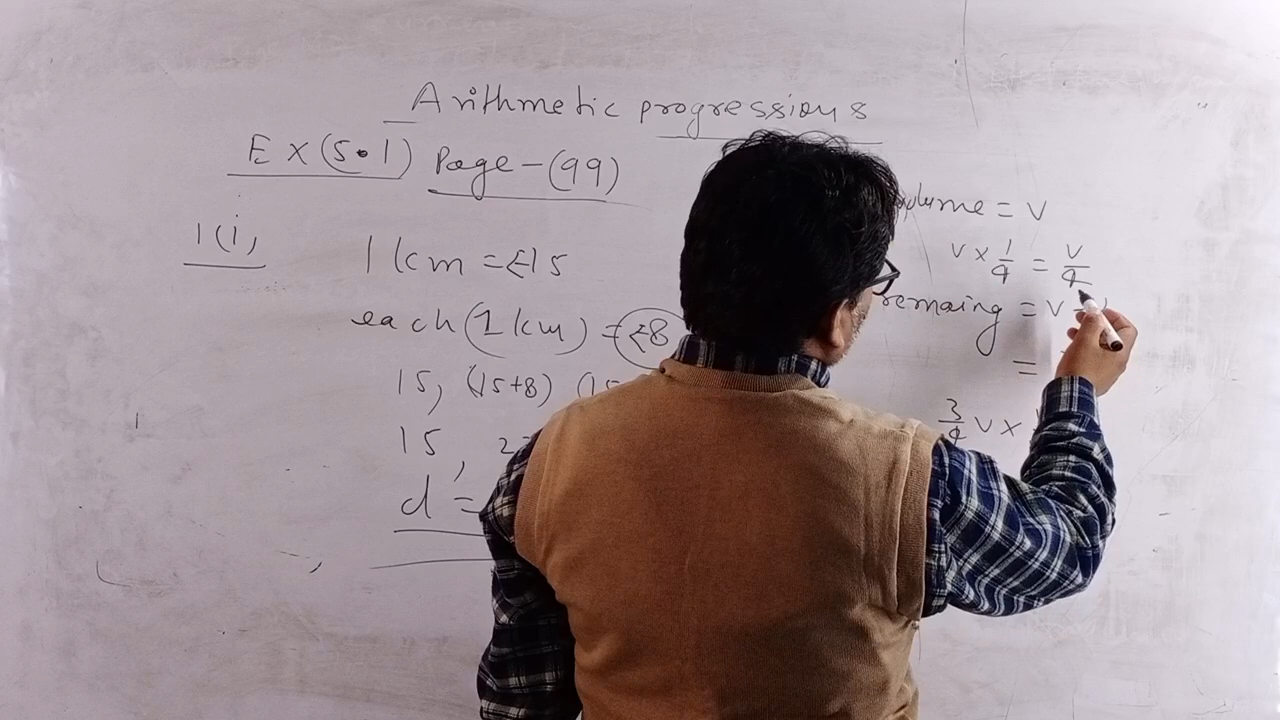 Arithmetic progressions
Ex (5.1) Page - (99)
1(i)
1 km = ₹15
each (1 km) = ₹8
15, (15+8) (15
15, 2
d =
volume = V
V × 1/4 = V/4
remaing = V -
=
3/4 V ×